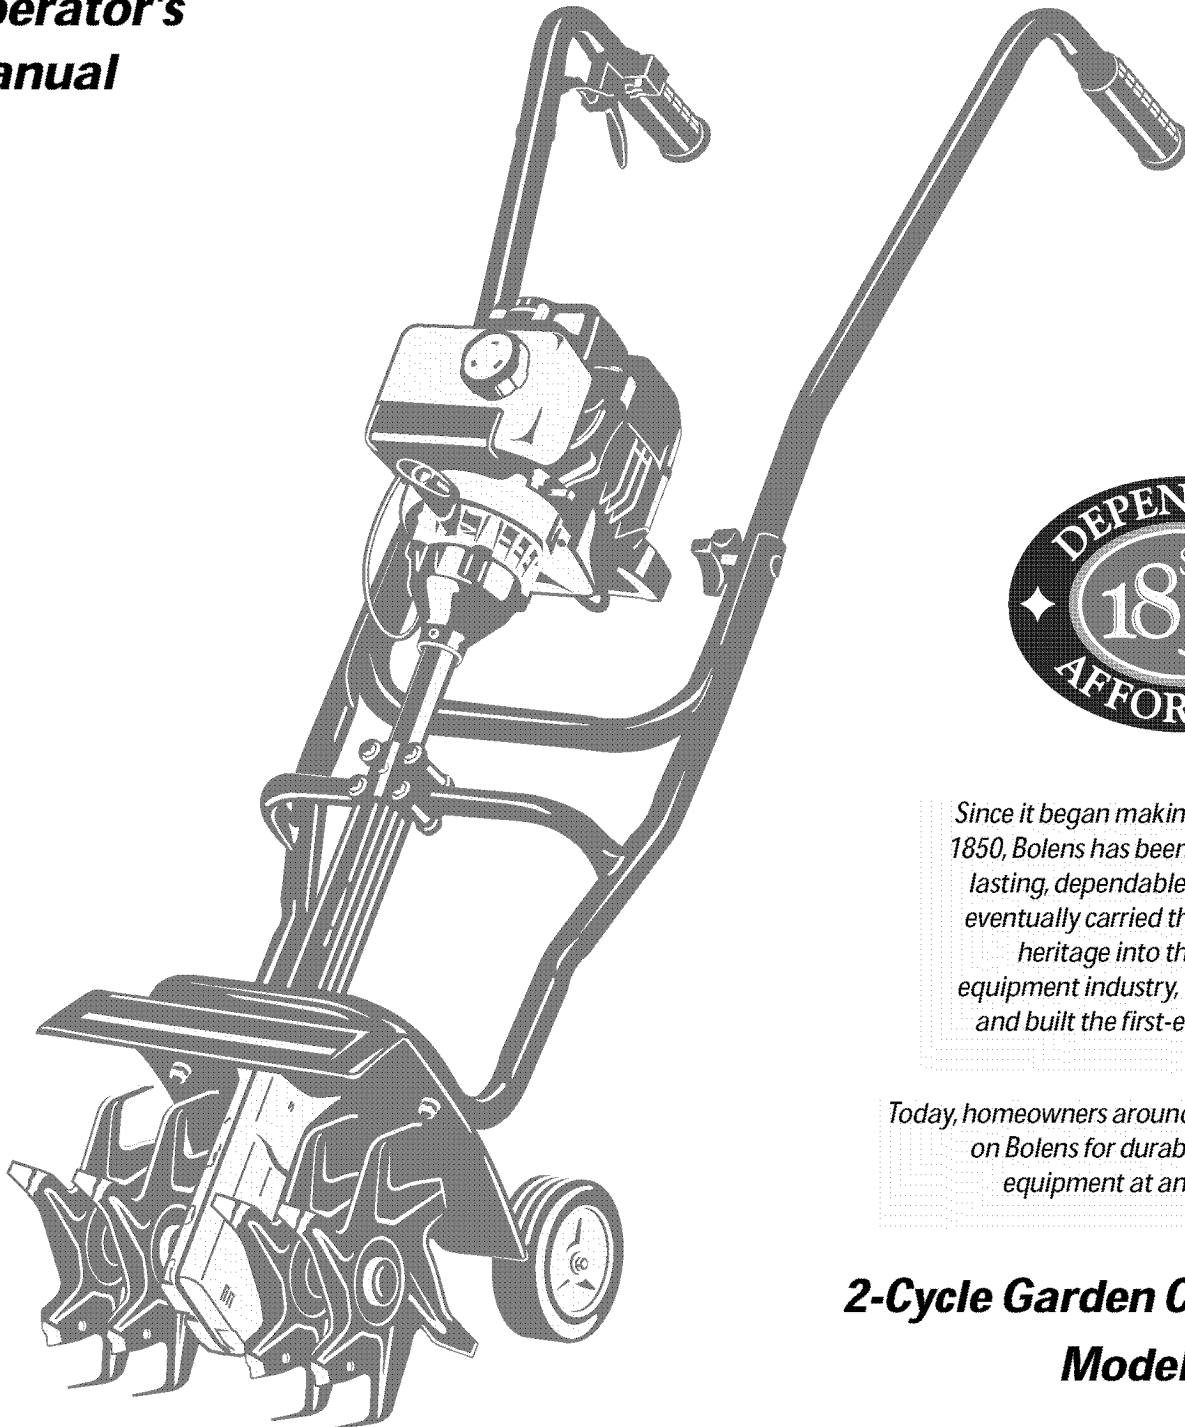 perator's
anual
DEPEN
S
18
AFFOR
Since it began makin
1850, Bolens has been
lasting, dependable
eventually carried th
heritage into th
equipment industry,
and built the first-e
Today, homeowners around
on Bolens for durab
equipment at an
2-Cycle Garden C
Model